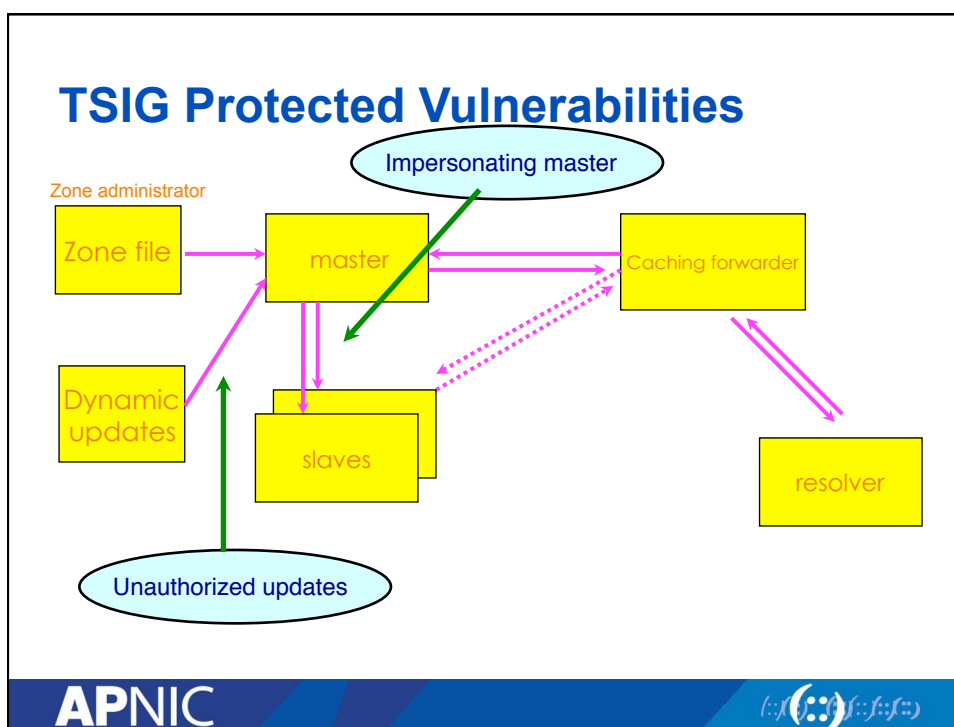 TSIG Protected Vulnerabilities
Impersonating master
Zone administrator
Zone file
master
Caching forwarder
Dynamic
updates
slaves
resolver
Unauthorized updates
APNIC